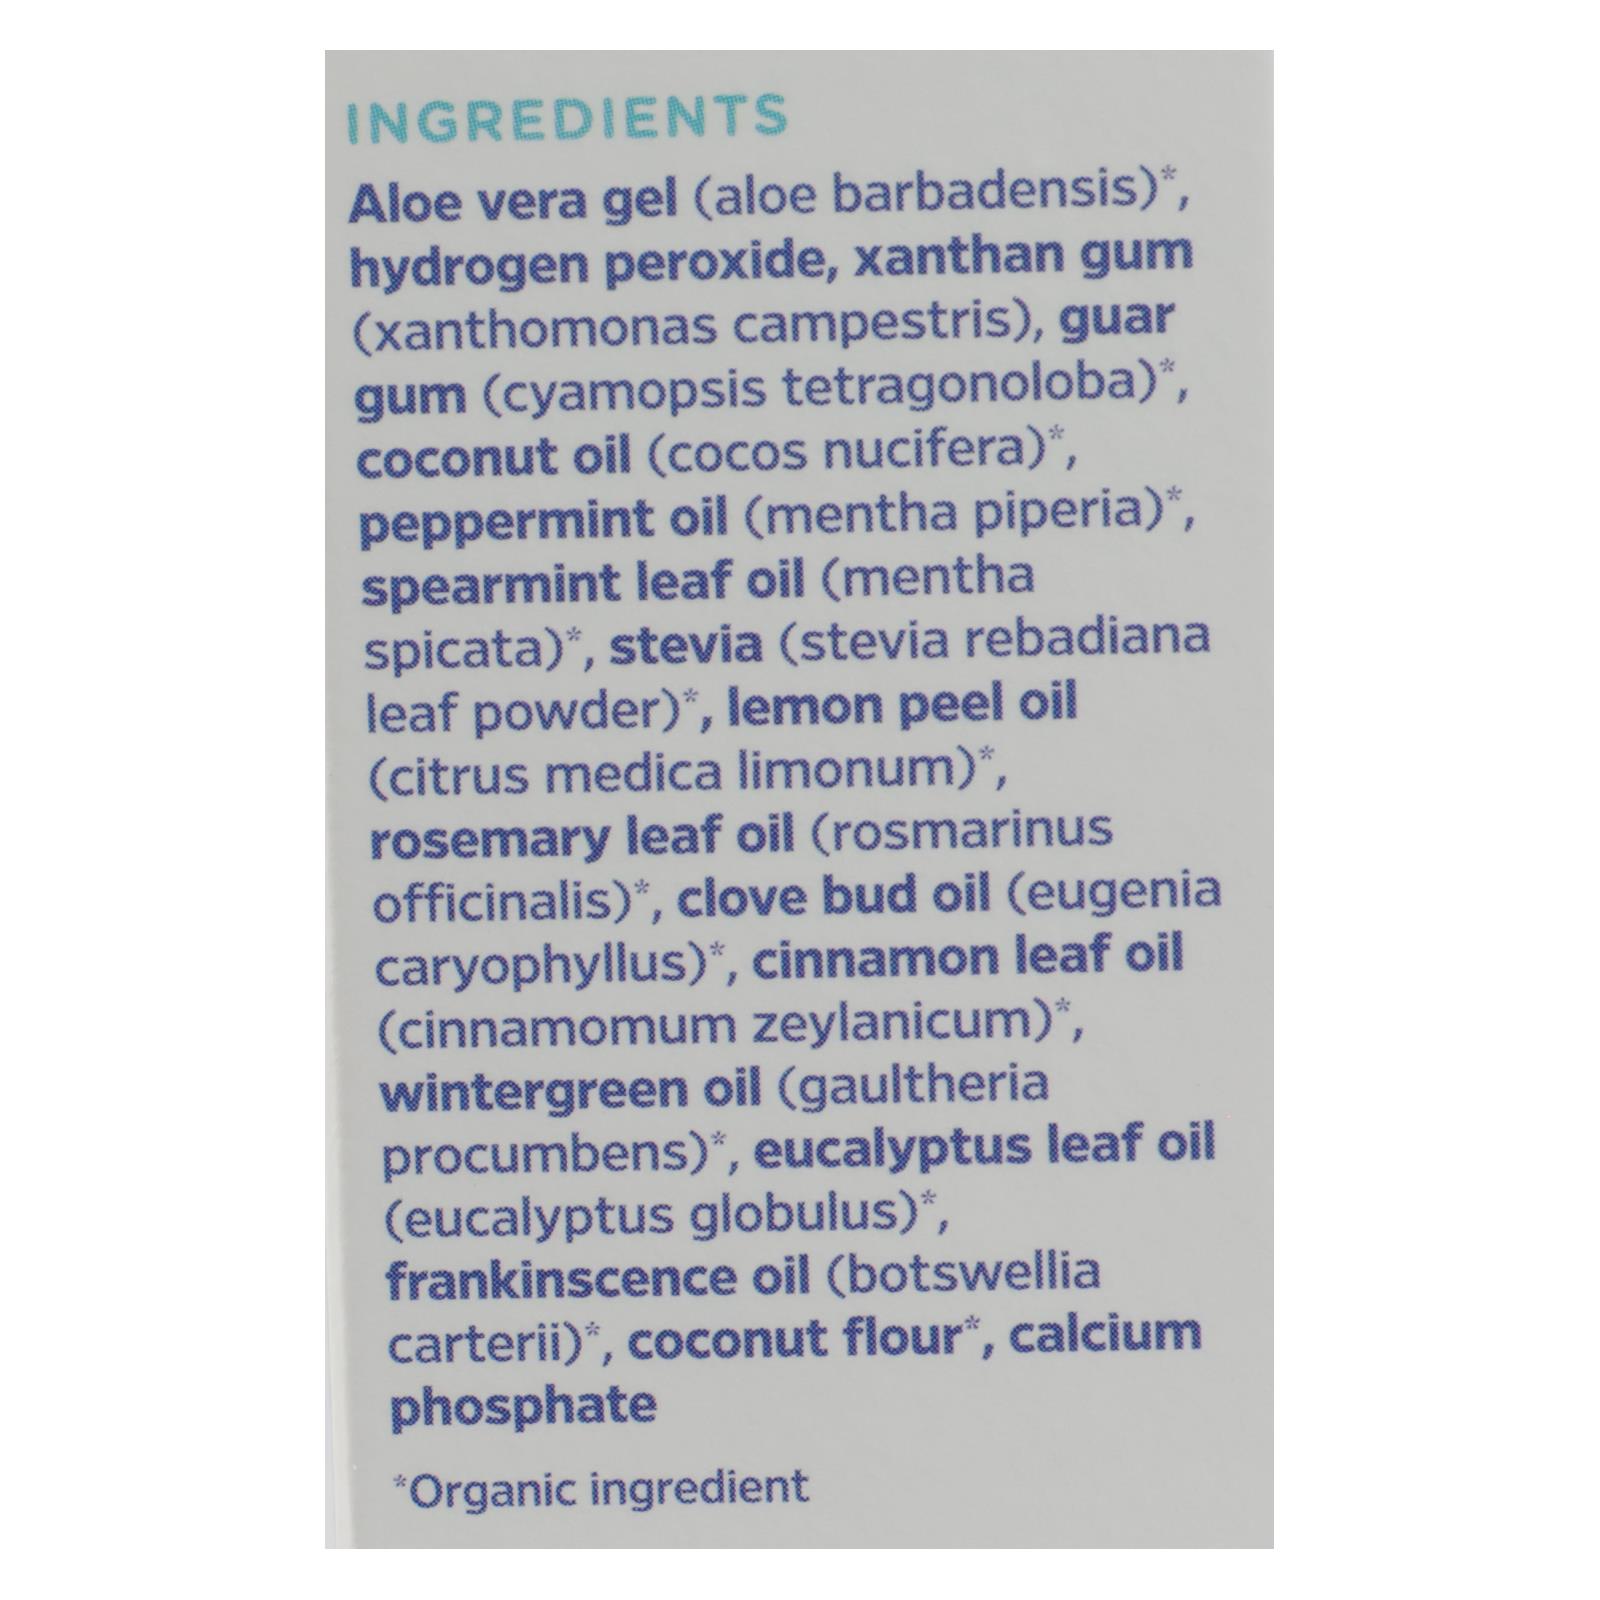 INGREDIENTS
Aloe vera gel (aloe barbadensis)*,
hydrogen peroxide, xanthan gum
(xanthomonas campestris), guar
gum (cyamopsis tetragonoloba)*,
coconut oil (cocos nucifera)*,
peppermint oil (mentha piperia)*,
spearmint leaf oil (mentha
spicata)*, stevia (stevia rebadiana
leaf powder)*, lemon peel oil
(citrus medica limonum)*,
rosemary leaf oil (rosmarinus
officinalis)*, clove bud oil (eugenia
caryophyllus)*, cinnamon leaf oil
(cinnamomum zeylanicum)*,
wintergreen oil (gaultheria
procumbens)*, eucalyptus leaf oil
(eucalyptus globulus)*,
frankinscence oil (botswellia
carterii)*, coconut flour*, calcium
phosphate
*Organic ingredient